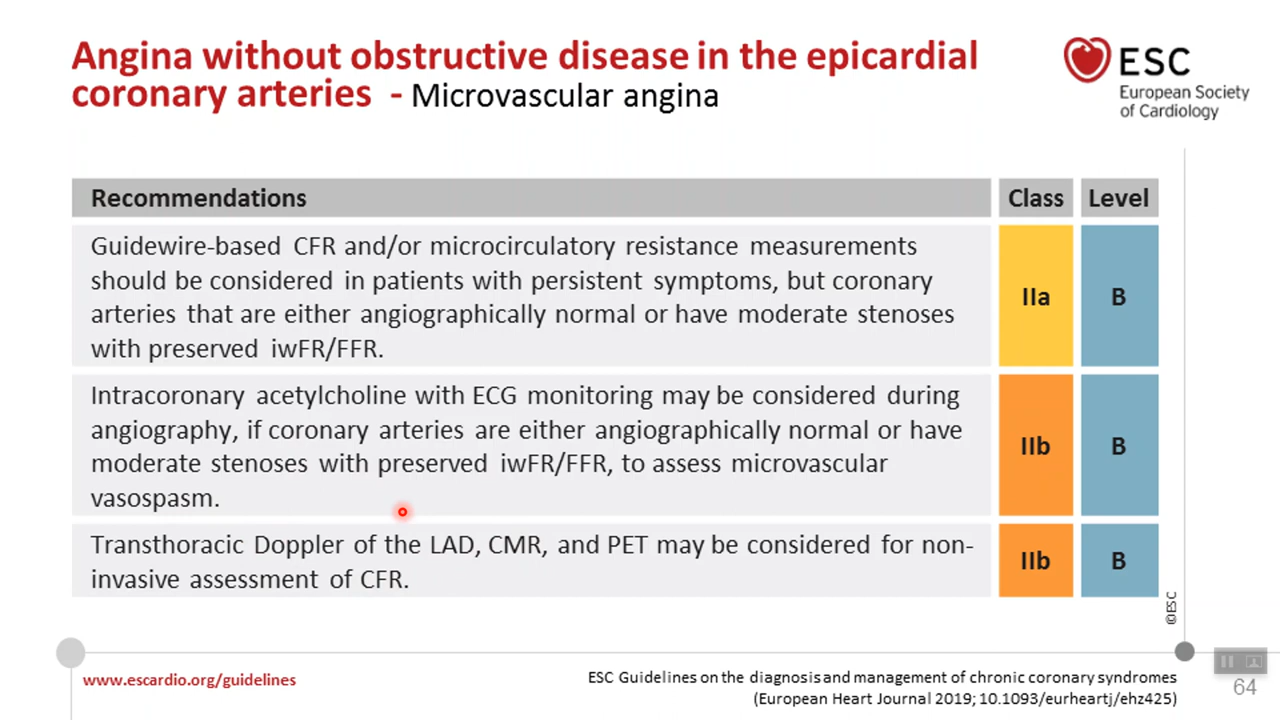 Angina without obstructive disease in the epicardial
coronary arteries - Microvascular angina
ESC
European Society
of Cardiology
Recommendations Class Level
Guidewire-based CFR and/or microcirculatory resistance measurements
should be considered in patients with persistent symptoms, but coronary
arteries that are either angiographically normal or have moderate stenoses
with preserved iwFR/FFR.
IIa B
Intracoronary acetylcholine with ECG monitoring may be considered during
angiography, if coronary arteries are either angiographically normal or have
moderate stenoses with preserved iwFR/FFR, to assess microvascular
vasospasm.
IIb B
Transthoracic Doppler of the LAD, CMR, and PET may be considered for non-
invasive assessment of CFR.
IIb B
©ESC
www.escardio.org/guidelines
ESC Guidelines on the diagnosis and management of chronic coronary syndromes
(European Heart Journal 2019; 10.1093/eurheartj/ehz425)
64